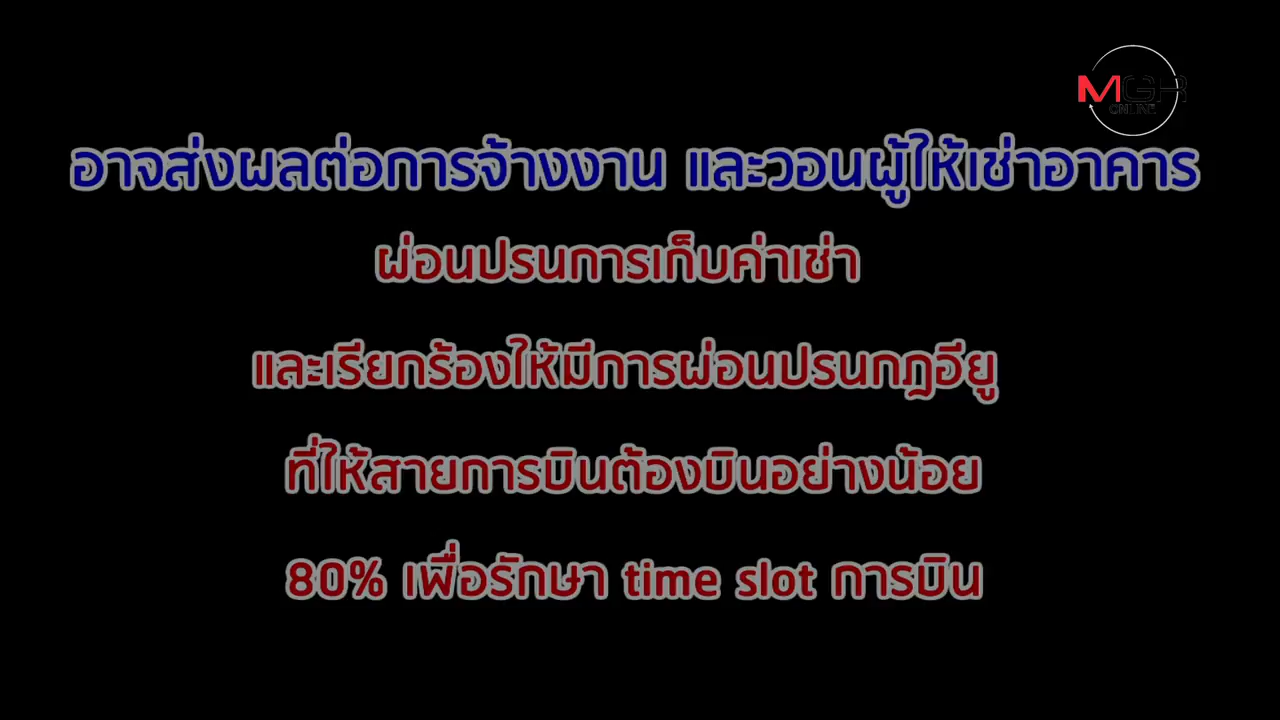 MGR
ONLINE
อาจส่งผลต่อการจ้างงาน และวอนผู้ให้เช่าอาคาร
ผ่อนปรนการเก็บค่าเช่า
และเรียกร้องให้มีการผ่อนปรนกฎอียู
ที่ให้สายการบินต้องบินอย่างน้อย
80% เพื่อรักษา time slot การบิน